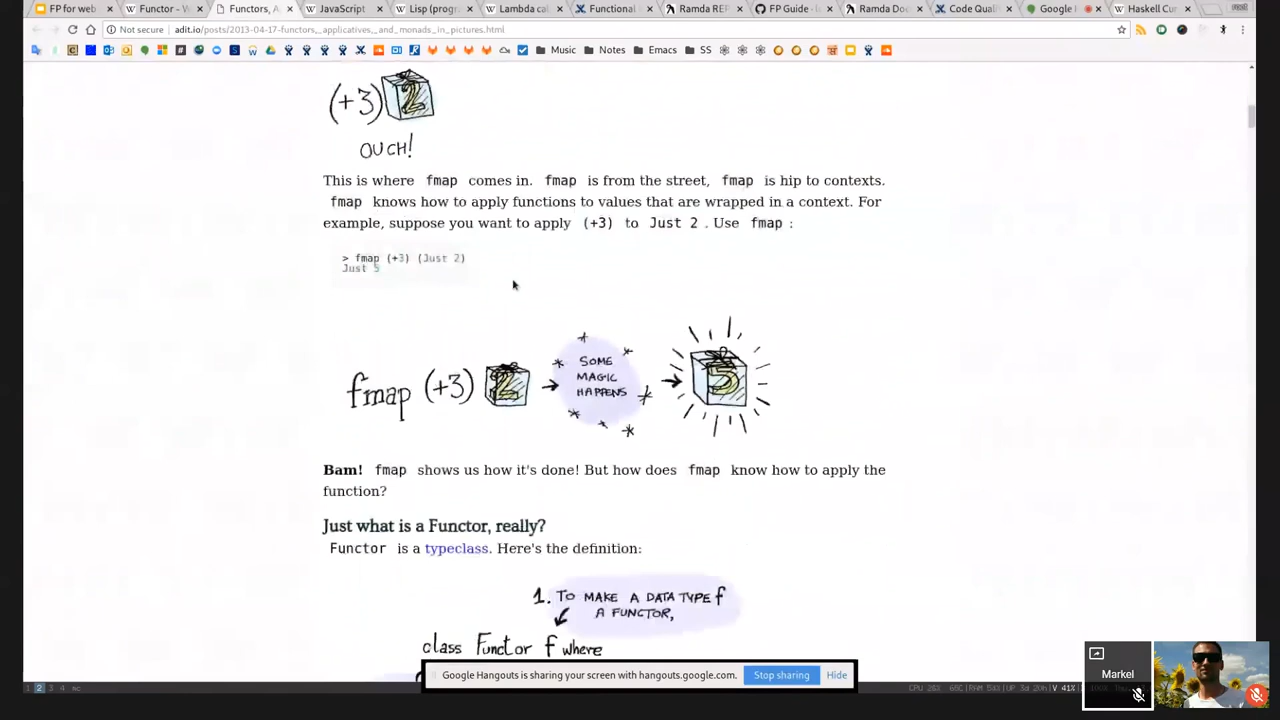 FP for web
Functor - W
Functors, A
JavaScript
Lisp (progr
Lambda cal
Functional
Ramda REP
FP Guide -
Ramda Doc
Code Quali
Google H
Haskell Cur
Not secure | adit.io/posts/2013-04-17-functors,_applicatives,_and_monads_in_pictures.html
Music Notes Emacs SS
(+3) 2
OUCH!
This is where fmap comes in. fmap is from the street, fmap is hip to contexts.
fmap knows how to apply functions to values that are wrapped in a context. For
example, suppose you want to apply (+3) to Just 2 . Use fmap :
> fmap (+3) (Just 2)
Just 5
fmap (+3) 2
SOME
MAGIC
HAPPENS
5
Bam! fmap shows us how it's done! But how does fmap know how to apply the
function?
Just what is a Functor, really?
Functor is a typeclass. Here's the definition:
1. TO MAKE A DATA TYPE f
A FUNCTOR,
class Functor f where
Google Hangouts is sharing your screen with hangouts.google.com. Stop sharing Hide
Markel
1 2 3 4